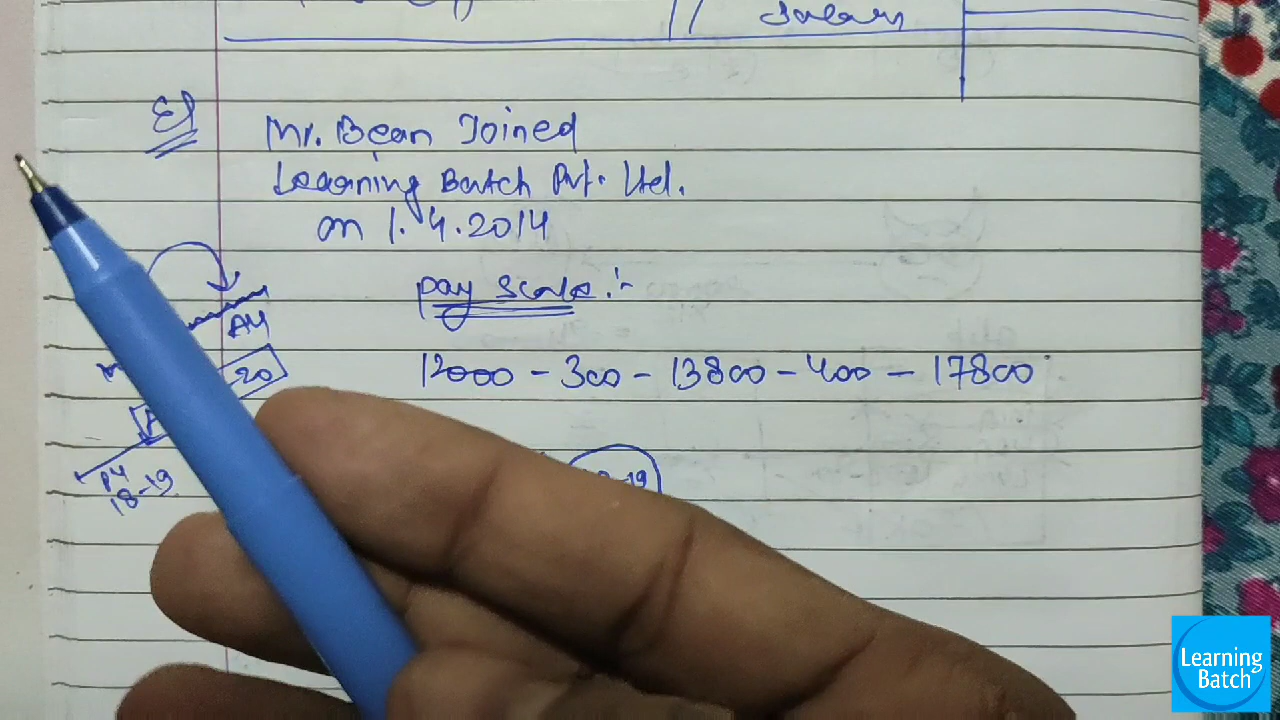 Salary
Eg
Mr. Bean Joined
Learning Batch Pvt. Ltd.
on 1.4.2014
pay scale :-
12000 - 300 - 13800 - 400 - 17800
AY
20
PY
18-19
-19
Learning
Batch